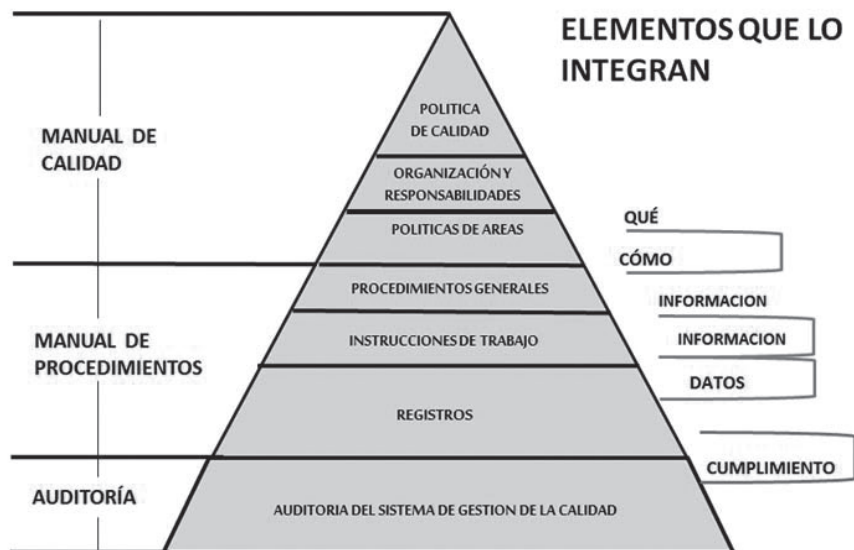 ELEMENTOS QUE LO
INTEGRAN
MANUAL DE
CALIDAD
POLITICA
DE CALIDAD
ORGANIZACIÓN Y
RESPONSABILIDADES
POLITICAS DE AREAS
QUÉ
CÓMO
MANUAL DE
PROCEDIMIENTOS
PROCEDIMIENTOS GENERALES
INSTRUCCIONES DE TRABAJO
REGISTROS
INFORMACION
INFORMACION
DATOS
AUDITORÍA
AUDITORIA DEL SISTEMA DE GESTION DE LA CALIDAD
CUMPLIMIENTO